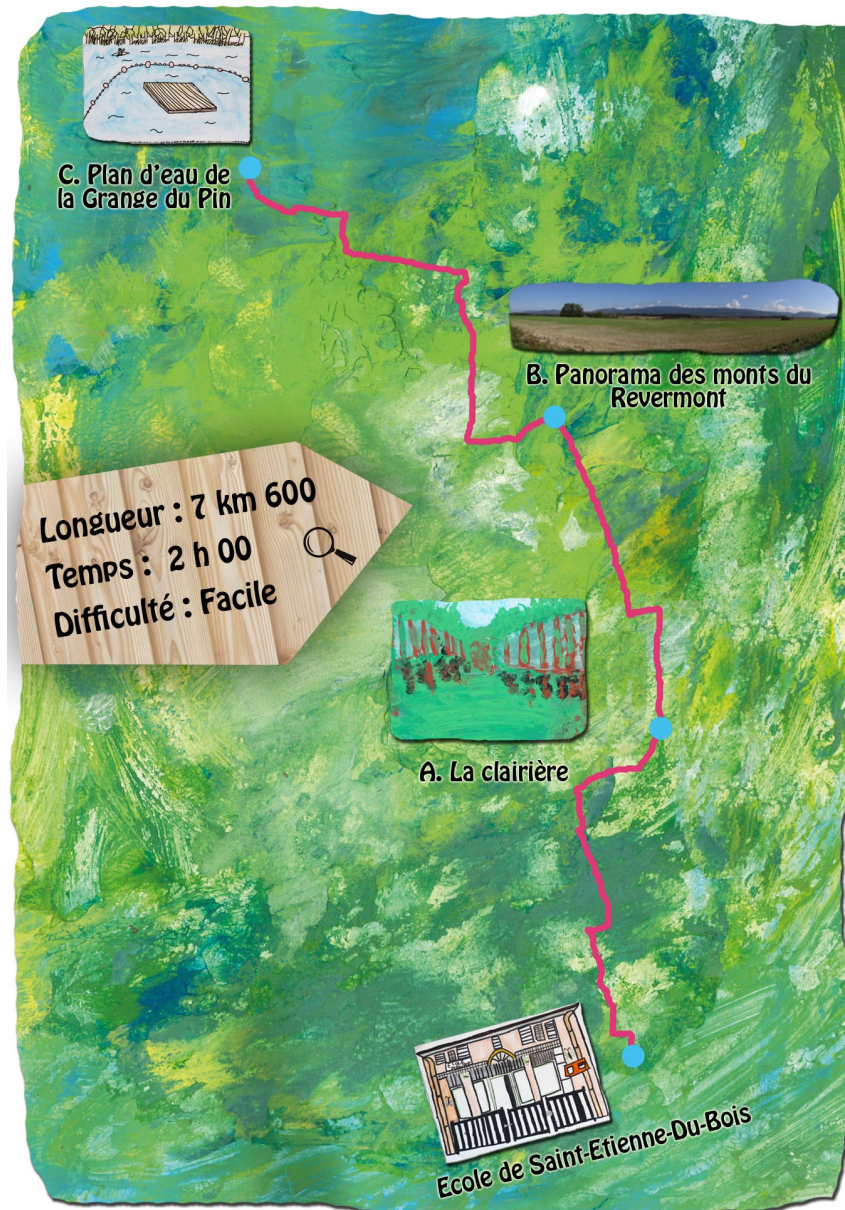 C. Plan d'eau de
la Grange du Pin
B. Panorama des monts du
Revermont
Longueur : 7 km 600
Temps : 2 h 00
Difficulté : Facile
A. La clairière
Ecole de Saint-Etienne-Du-Bois